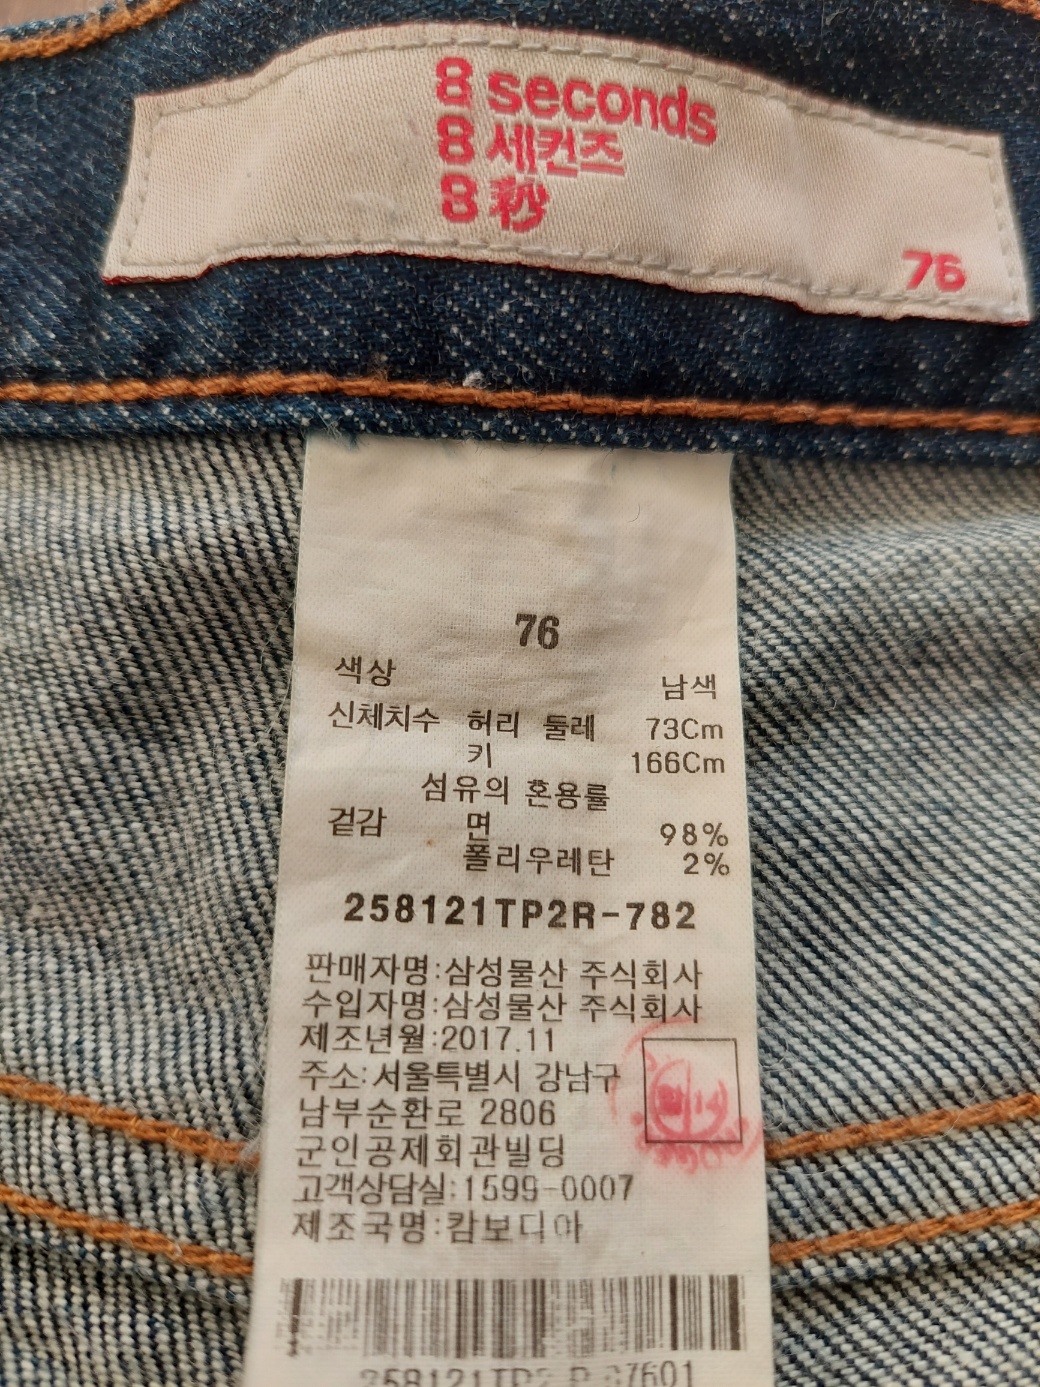 8 seconds
8 세컨즈
8 秒
76
76
색상 남색
신체치수 허리 둘레 73Cm
키 166Cm
섬유의 혼용률
겉감 면 98%
폴리우레탄 2%
258121TP2R-782
판매자명:삼성물산 주식회사
수입자명:삼성물산 주식회사
제조년월:2017.11
주소:서울특별시 강남구
남부순환로 2806
군인공제회관빌딩
고객상담실:1599-0007
제조국명:캄보디아